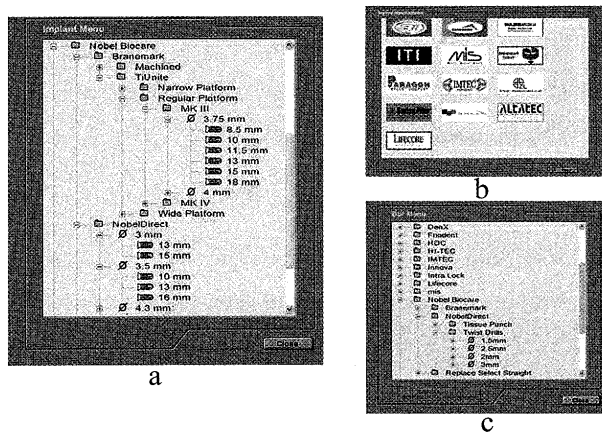 Implant Menu
Nobel Biocare
Branemark
Machined
TiUnite
Narrow Platform
Regular Platform
MK III
3.75 mm
8.5 mm
10 mm
11.5 mm
13 mm
15 mm
18 mm
4 mm
MK IV
Wide Platform
NobelDirect
3 mm
13 mm
15 mm
3.5 mm
10 mm
13 mm
16 mm
4.3 mm
Close
a
ITI
MIS
PARAGON
IMTEC
ALTATEC
LIFECORE
b
Menu
DenX
Friadent
HDC
HI-TEC
IMTEC
Innova
Intra Lock
Lifecore
mis
Nobel Biocare
Branemark
NobelDirect
Tissue Punch
Twist Drills
1.5mm
2.5mm
2mm
3mm
Replace Select Straight
Close
c